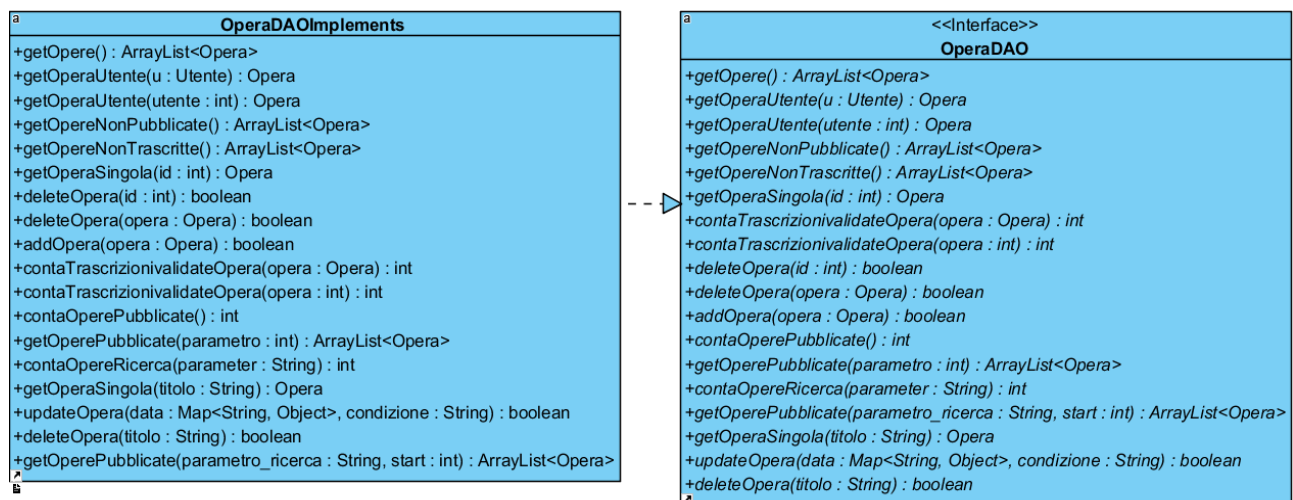 a
OperaDAOImplements
+getOpere() : ArrayList<Opera>
+getOperaUtente(u : Utente) : Opera
+getOperaUtente(utente : int) : Opera
+getOpereNonPubblicate() : ArrayList<Opera>
+getOpereNonTrascritte() : ArrayList<Opera>
+getOperaSingola(id : int) : Opera
+deleteOpera(id : int) : boolean
+deleteOpera(opera : Opera) : boolean
+addOpera(opera : Opera) : boolean
+contaTrascrizionivalidateOpera(opera : Opera) : int
+contaTrascrizionivalidateOpera(opera : int) : int
+contaOperePubblicate() : int
+getOperePubblicate(parametro : int) : ArrayList<Opera>
+contaOpereRicerca(parameter : String) : int
+getOperaSingola(titolo : String) : Opera
+updateOpera(data : Map<String, Object>, condizione : String) : boolean
+deleteOpera(titolo : String) : boolean
+getOperePubblicate(parametro_ricerca : String, start : int) : ArrayList<Opera>
a
<<Interface>>
OperaDAO
+getOpere() : ArrayList<Opera>
+getOperaUtente(u : Utente) : Opera
+getOperaUtente(utente : int) : Opera
+getOpereNonPubblicate() : ArrayList<Opera>
+getOpereNonTrascritte() : ArrayList<Opera>
+getOperaSingola(id : int) : Opera
+contaTrascrizionivalidateOpera(opera : Opera) : int
+contaTrascrizionivalidateOpera(opera : int) : int
+deleteOpera(id : int) : boolean
+deleteOpera(opera : Opera) : boolean
+addOpera(opera : Opera) : boolean
+contaOperePubblicate() : int
+getOperePubblicate(parametro : int) : ArrayList<Opera>
+contaOpereRicerca(parameter : String) : int
+getOperePubblicate(parametro_ricerca : String, start : int) : ArrayList<Opera>
+getOperaSingola(titolo : String) : Opera
+updateOpera(data : Map<String, Object>, condizione : String) : boolean
+deleteOpera(titolo : String) : boolean